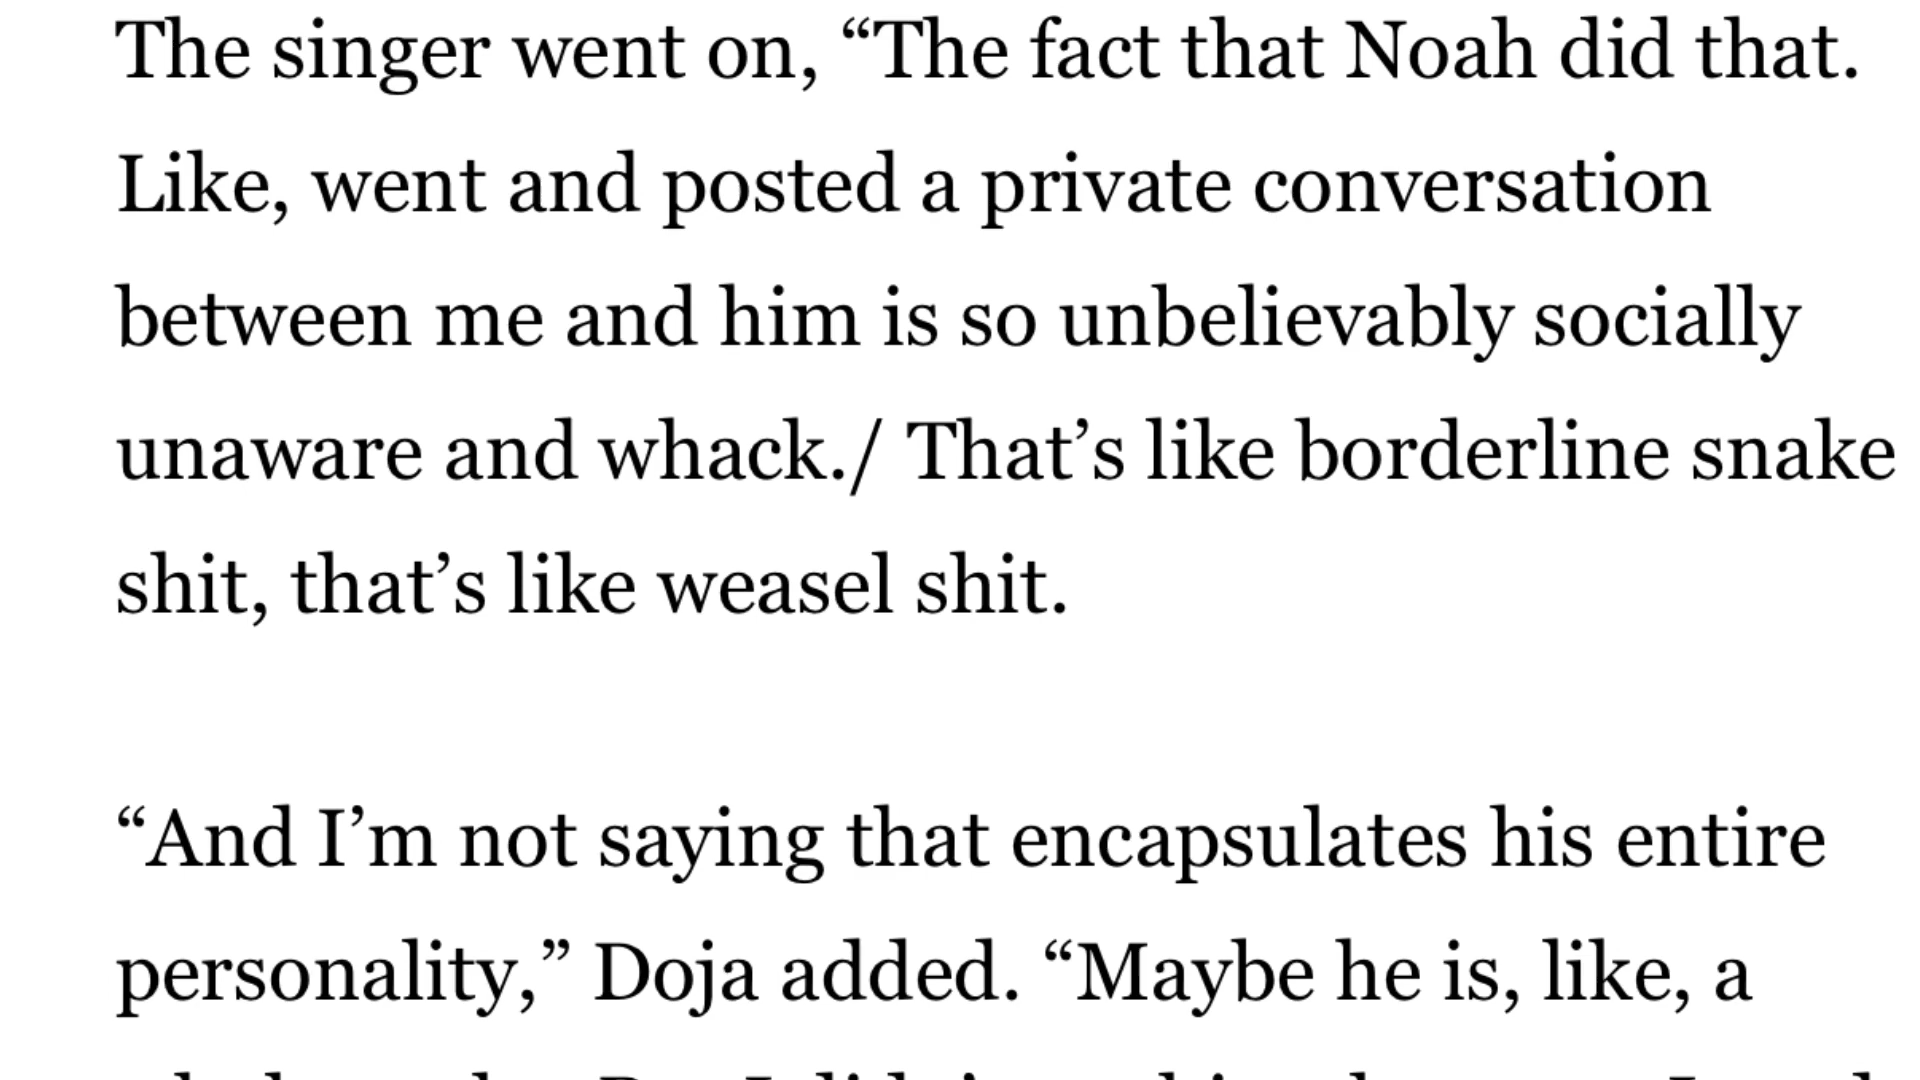 The singer went on, “The fact that Noah did that.
Like, went and posted a private conversation
between me and him is so unbelievably socially
unaware and whack./ That’s like borderline snake
shit, that’s like weasel shit.
“And I’m not saying that encapsulates his entire
personality,” Doja added. “Maybe he is, like, a